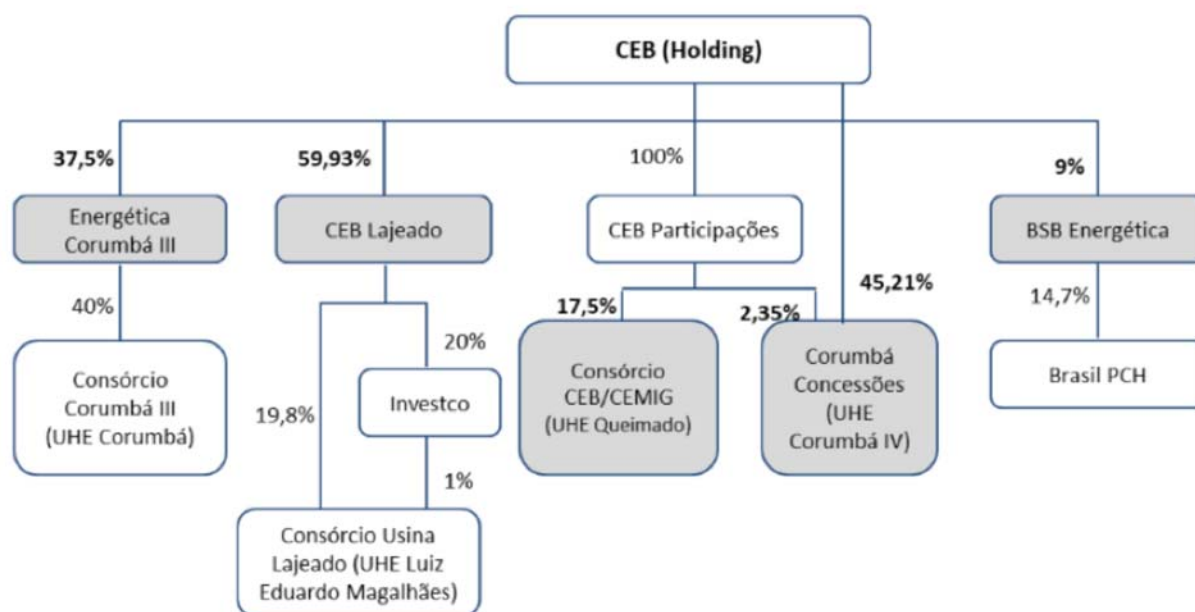 CEB (Holding)
37,5%
59,93%
100%
9%
Energética
Corumbá III
CEB Lajeado
CEB Participações
BSB Energética
40%
17,5%
2,35%
45,21%
14,7%
Consórcio
Corumbá III
(UHE Corumbá)
19,8%
20%
Investco
1%
Consórcio
CEB/CEMIG
(UHE Queimado)
Corumbá
Concessões
(UHE
Corumbá IV)
Brasil PCH
Consórcio Usina
Lajeado (UHE Luiz
Eduardo Magalhães)